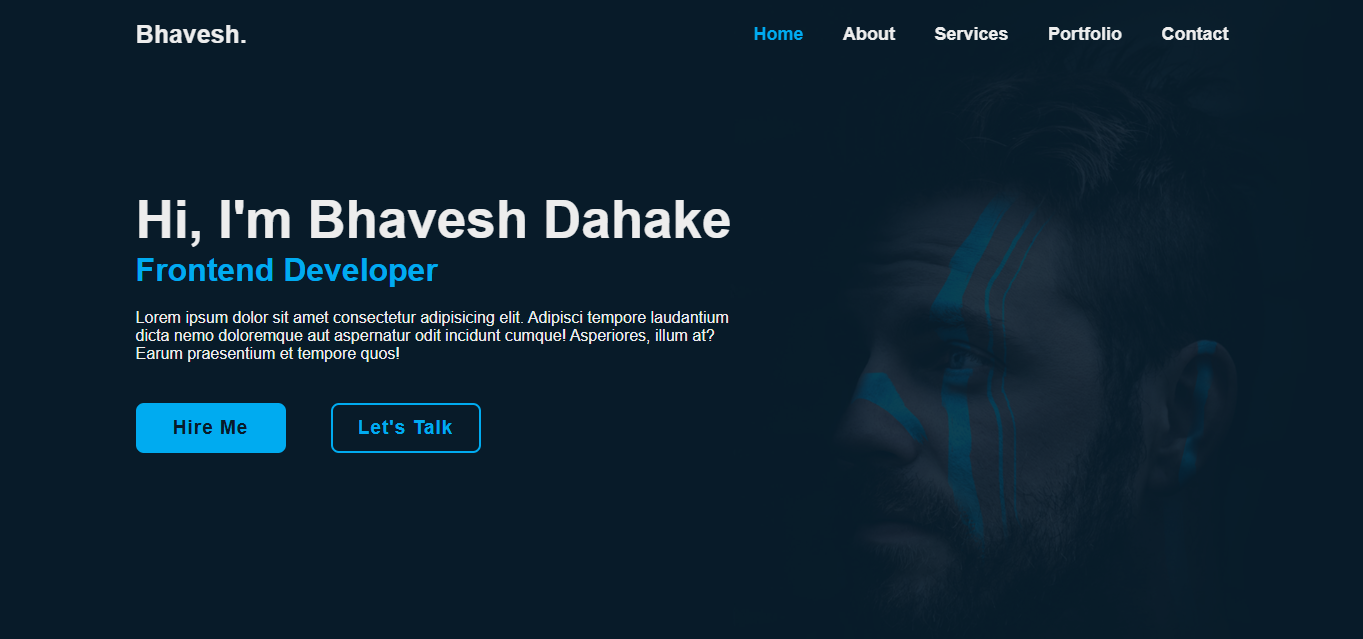 Bhavesh.
Home About Services Portfolio Contact
Hi, I'm Bhavesh Dahake
Frontend Developer
Lorem ipsum dolor sit amet consectetur adipisicing elit. Adipisci tempore laudantium
dicta nemo doloremque aut aspernatur odit incidunt cumque! Asperiores, illum at?
Earum praesentium et tempore quos!
Hire Me
Let's Talk